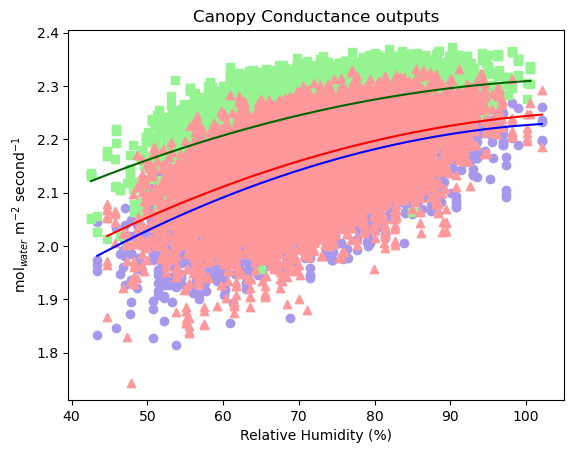 Canopy Conductance outputs
2.4
2.3
2.2
2.1
2.0
1.9
1.8
mol_water m⁻² second⁻¹
40 50 60 70 80 90 100
Relative Humidity (%)